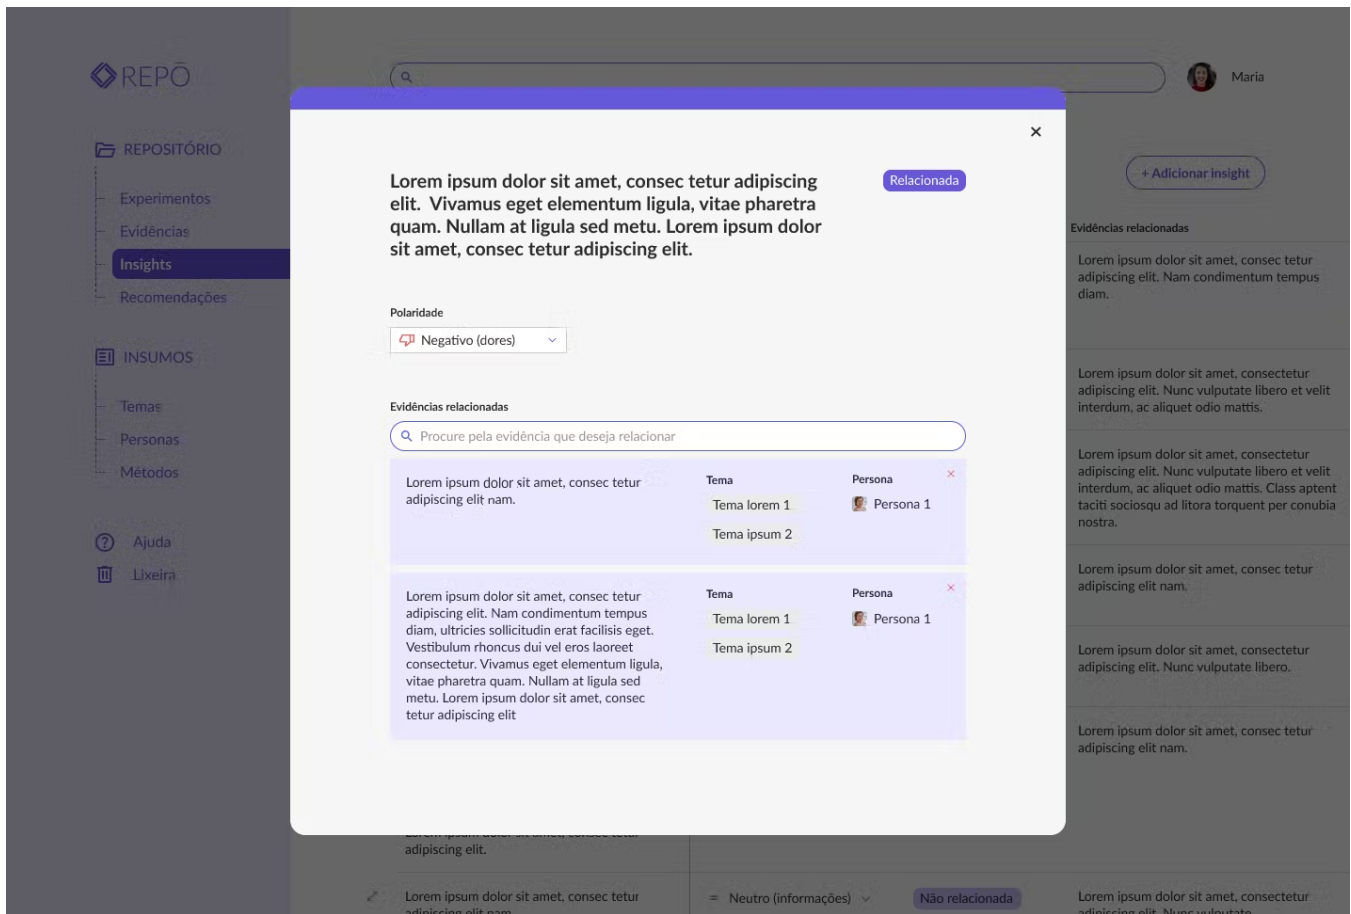 REPŌ
Maria
REPOSITÓRIO
Experimentos
Evidências
Insights
Recomendações
INSUMOS
Temas
Personas
Métodos
Ajuda
Lixeira
Lorem ipsum dolor sit amet, consec tetur adipiscing
elit. Vivamus eget elementum ligula, vitae pharetra
quam. Nullam at ligula sed metu. Lorem ipsum dolor
sit amet, consec tetur adipiscing elit.
Relacionada
Polaridade
Negativo (dores)
Evidências relacionadas
Procure pela evidência que deseja relacionar
Lorem ipsum dolor sit amet, consec tetur
adipiscing elit nam.
Tema
Tema lorem 1
Tema ipsum 2
Persona
Persona 1
Lorem ipsum dolor sit amet, consec tetur
adipiscing elit. Nam condimentum tempus
diam, ultricies sollicitudin erat facilisis eget.
Vestibulum rhoncus dui vel eros laoreet
consectetur. Vivamus eget elementum ligula,
vitae pharetra quam. Nullam at ligula sed
metu. Lorem ipsum dolor sit amet, consec
tetur adipiscing elit
Tema
Tema lorem 1
Tema ipsum 2
Persona
Persona 1
+ Adicionar insight
Evidências relacionadas
Lorem ipsum dolor sit amet, consec tetur
adipiscing elit. Nam condimentum tempus
diam.
Lorem ipsum dolor sit amet, consectetur
adipiscing elit. Nunc vulputate libero et velit
interdum, ac aliquet odio mattis.
Lorem ipsum dolor sit amet, consectetur
adipiscing elit. Nunc vulputate libero et velit
interdum, ac aliquet odio mattis. Class aptent
taciti sociosqu ad litora torquent per conubia
nostra.
Lorem ipsum dolor sit amet, consec tetur
adipiscing elit nam.
Lorem ipsum dolor sit amet, consectetur
adipiscing elit. Nunc vulputate libero.
Lorem ipsum dolor sit amet, consec tetur
adipiscing elit nam.
adipiscing elit.
Lorem ipsum dolor sit amet, consec tetur
adipiscing elit nam
Neutro (informações)
Não relacionada
Lorem ipsum dolor sit amet, consectetur
adipiscing elit. Nunc vulputate